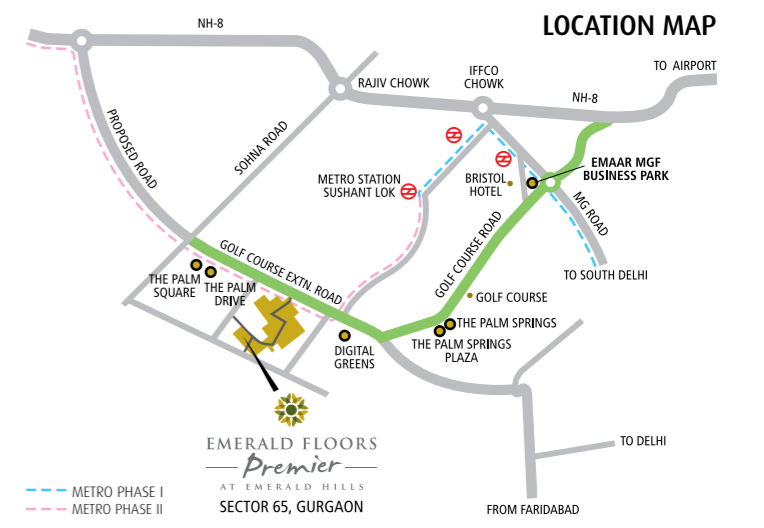 LOCATION MAP
NH-8
TO AIRPORT
IFFCO
CHOWK
RAJIV CHOWK
NH-8
PROPOSED ROAD
SOHNA ROAD
METRO STATION
SUSHANT LOK
BRISTOL
HOTEL
EMAAR MGF
BUSINESS PARK
MG ROAD
TO SOUTH DELHI
GOLF COURSE EXTN. ROAD
GOLF COURSE ROAD
THE PALM
SQUARE
THE PALM
DRIVE
GOLF COURSE
THE PALM SPRINGS
THE PALM SPRINGS
PLAZA
DIGITAL
GREENS
EMERALD FLOORS
Premier
AT EMERALD HILLS
SECTOR 65, GURGAON
TO DELHI
FROM FARIDABAD
METRO PHASE I
METRO PHASE II